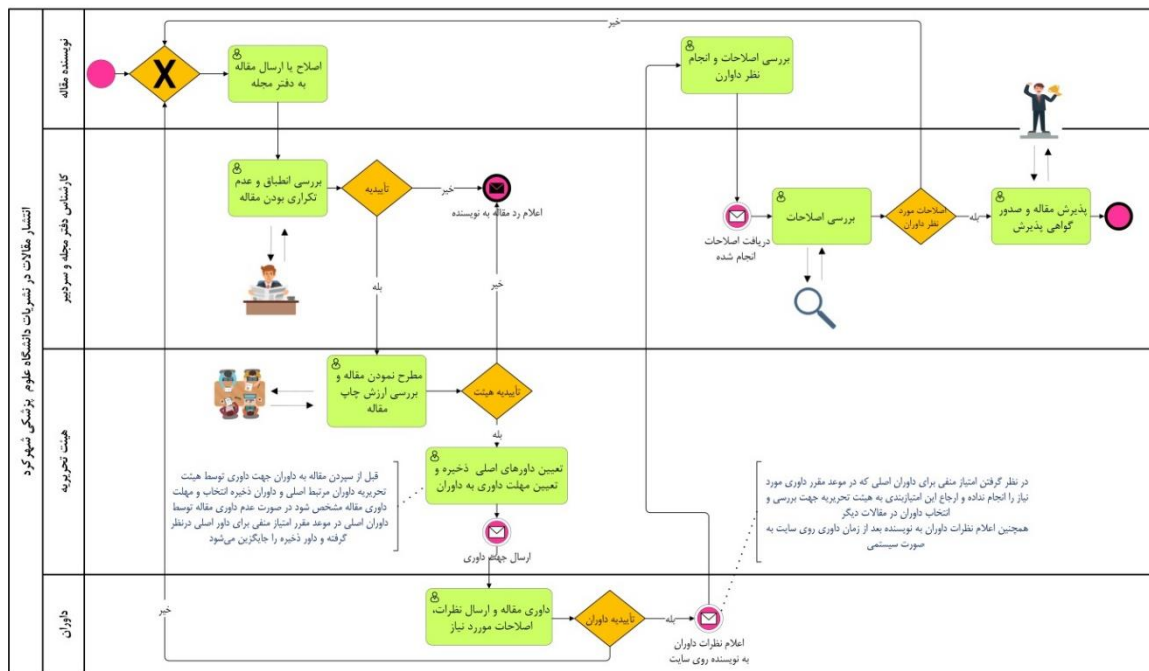 انتشار مقالات در نشریات دانشگاه علوم پزشکی شهرکرد
نویسنده مقاله
X
اصلاح یا ارسال مقاله
به دفتر مجله
خیر
بررسی اصلاحات و انجام
نظر داوارن
کارشناس دفتر مجله و سردبیر
بررسی انطباق و عدم
تکراری بودن مقاله
تأییدیه
خیر
اعلام رد مقاله به نویسنده
بله
خیر
دریافت اصلاحات
انجام شده
بررسی اصلاحات
اصلاحات مورد
نظر داوران
بله
پذیرش مقاله و صدور
گواهی پذیرش
هیئت تحریریه
مطرح نمودن مقاله و
بررسی ارزش چاپ
مقاله
تأییدیه هیئت
بله
تعیین داورهای اصلی ذخیره و
تعیین مهلت داوری به داوران
قبل از سپردن مقاله به داوران جهت داوری توسط هیئت
تحریریه داوران مرتبط اصلی و داوران ذخیره انتخاب و مهلت
داوری مقاله مشخص شود در صورت عدم داوری مقاله توسط
داوران اصلی در موعد مقرر امتیاز منفی برای داور اصلی درنظر
گرفته و داور ذخیره را جایگزین می‌شود
ارسال جهت داوری
در نظر گرفتن امتیاز منفی برای داوران اصلی که در موعد مقرر داوری مورد
نیاز را انجام نداده و ارجاع این امتیازبندی به هیئت تحریریه جهت بررسی و
انتخاب داوران در مقالات دیگر
همچنین اعلام نظرات داوران به نویسنده بعد از زمان داوری روی سایت به
صورت سیستمی
داوران
خیر
داوری مقاله و ارسال نظرات،
اصلاحات موررد نیاز
تأییدیه داوران
بله
اعلام نظرات داوران
به نویسنده روی سایت